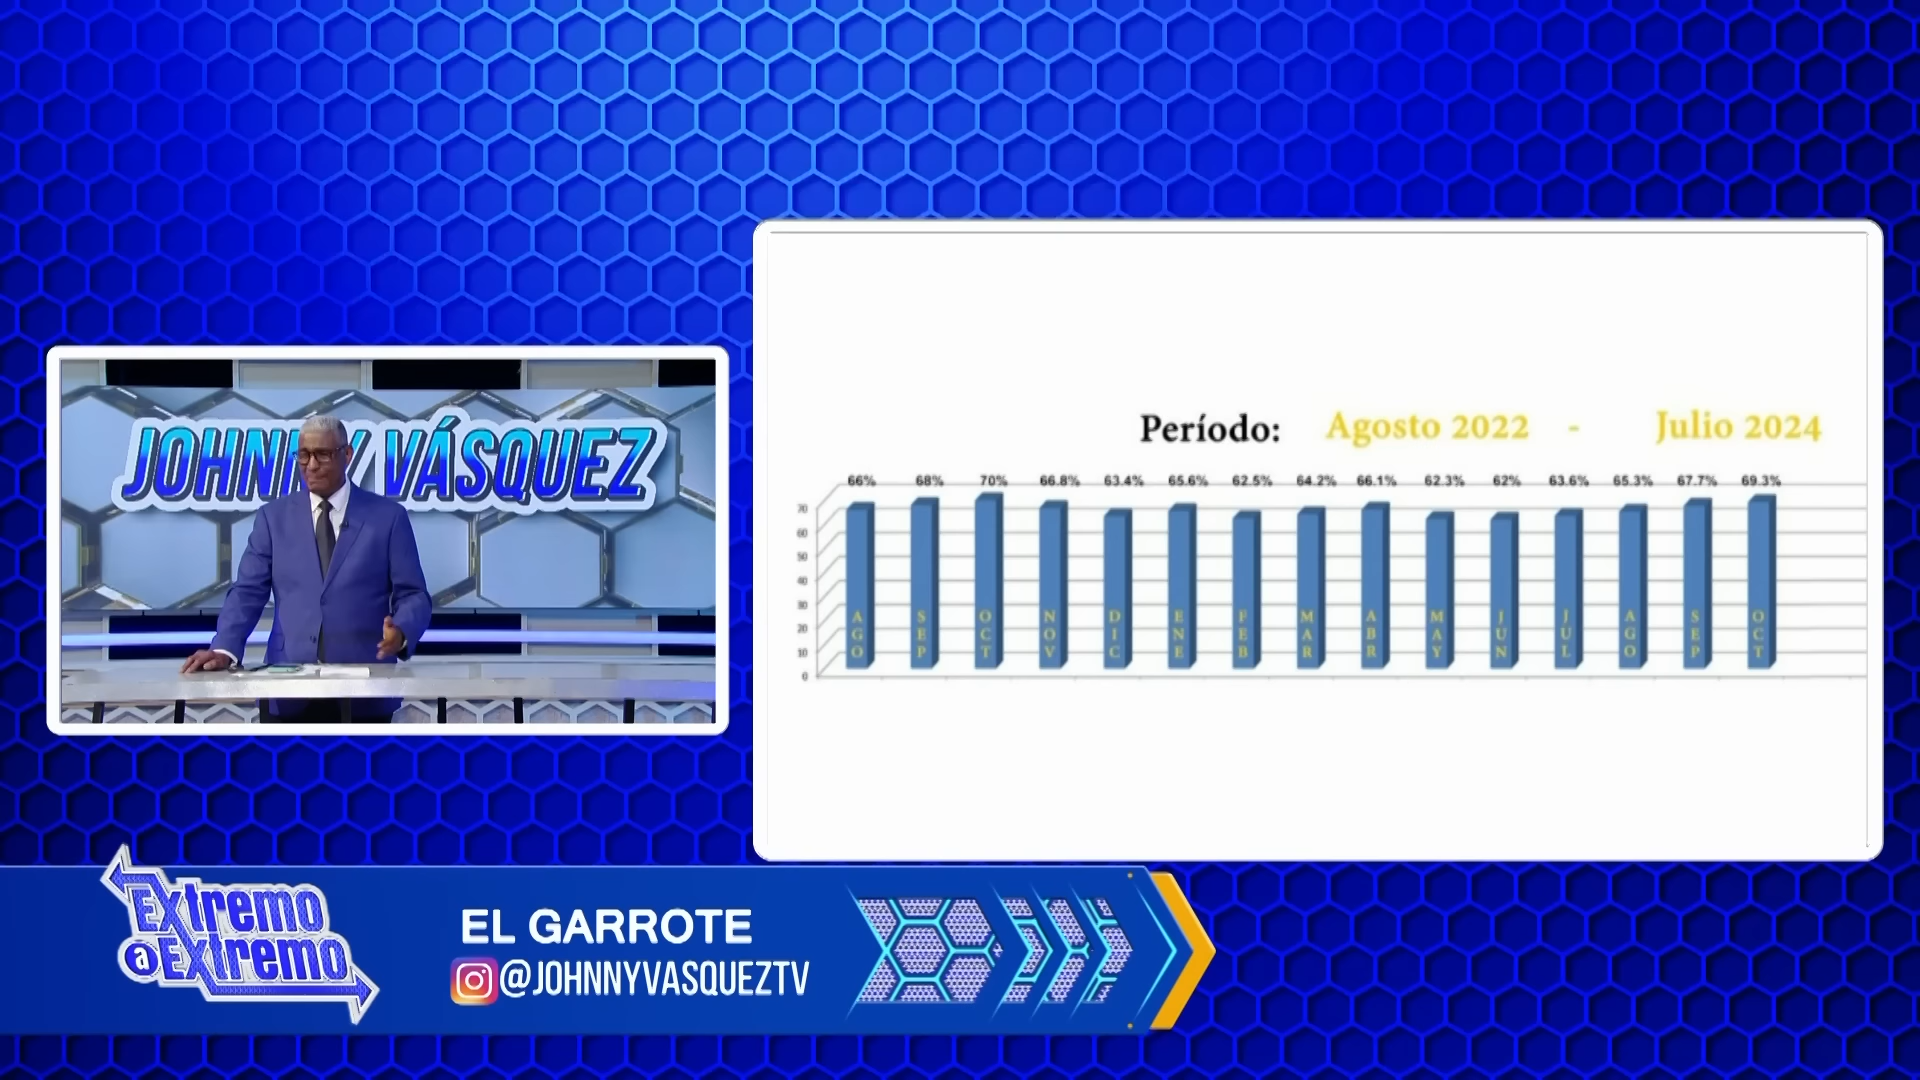 JOHNNY VÁSQUEZ
Período: Agosto 2022 - Julio 2024
66% 68% 70% 66.8% 63.4% 65.6% 62.5% 64.2% 66.1% 62.3% 62% 63.6% 65.3% 67.7% 69.3%
70
60
50
40
30
20
10
0
AGO SEP OCT NOV DIC ENE FEB MAR ABR MAY JUN JUL AGO SEP OCT
Extremo
a Extremo
EL GARROTE
@JOHNNYVASQUEZTV